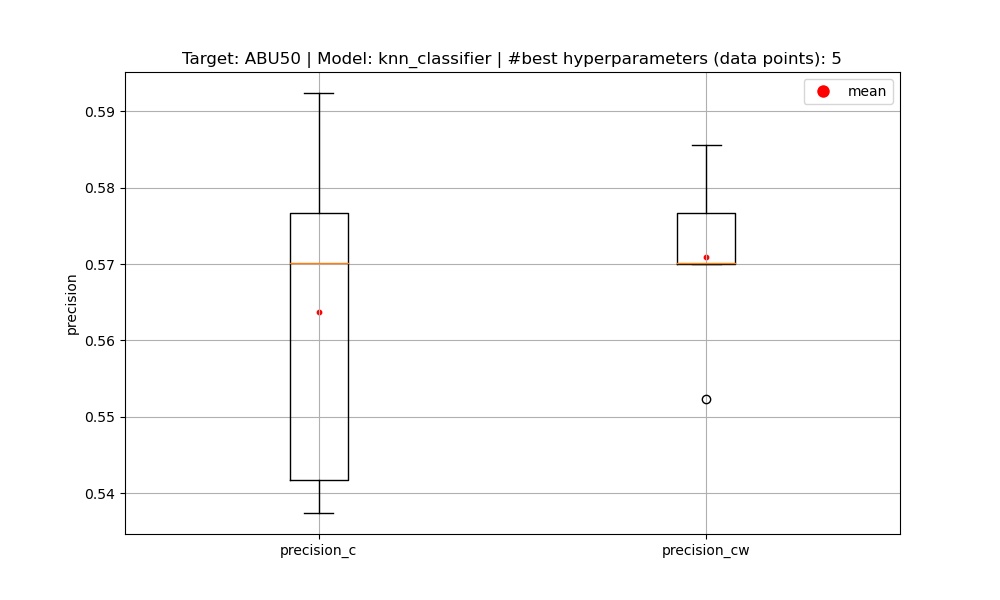 Target: ABU50 | Model: knn_classifier | #best hyperparameters (data points): 5
mean
0.59
0.58
0.57
0.56
0.55
0.54
precision
precision_c
precision_cw